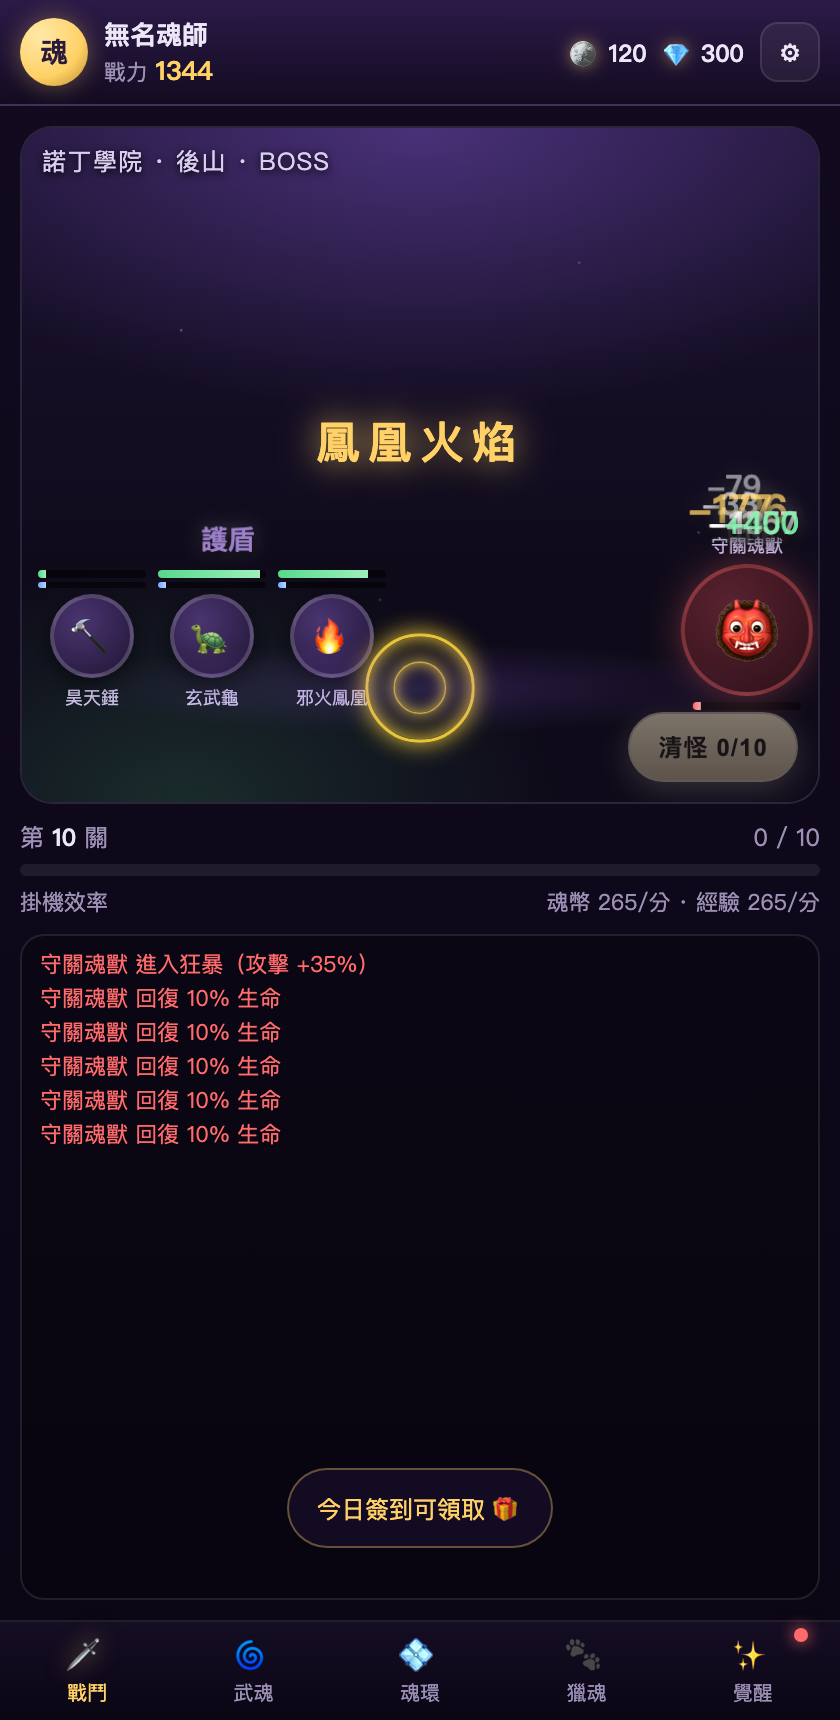 魂
無名魂師
戰力 1344
120
300
諾丁學院 · 後山 · BOSS
鳳凰火焰
護盾
-79
守關魂獸
昊天錘
玄武龜
邪火鳳凰
清怪 0/10
第 10 關
0 / 10
掛機效率
魂幣 265/分 · 經驗 265/分
守關魂獸 進入狂暴（攻擊 +35%）
守關魂獸 回復 10% 生命
守關魂獸 回復 10% 生命
守關魂獸 回復 10% 生命
守關魂獸 回復 10% 生命
守關魂獸 回復 10% 生命
今日簽到可領取
戰鬥
武魂
魂環
獵魂
覺醒